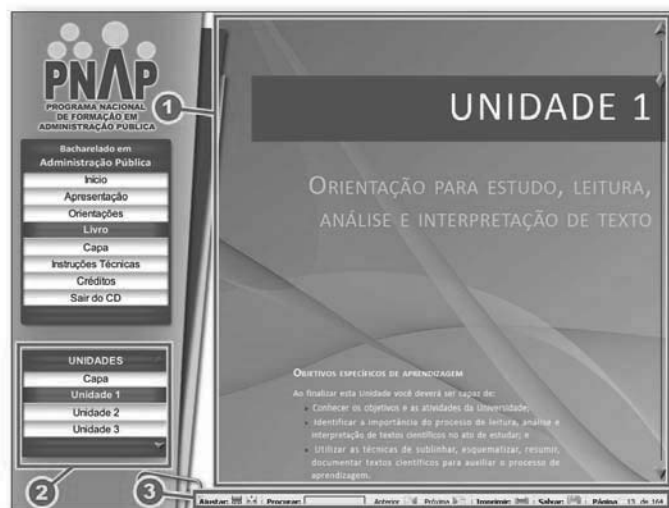 PNAP
PROGRAMA NACIONAL
DE FORMAÇÃO EM
ADMINISTRAÇÃO PÚBLICA
Bacharelado em
Administração Pública
Início
Apresentação
Orientações
Livro
Capa
Instruções Técnicas
Créditos
Sair do CD
UNIDADES
Capa
Unidade 1
Unidade 2
Unidade 3
2
1
UNIDADE 1
ORIENTAÇÃO PARA ESTUDO, LEITURA,
ANÁLISE E INTERPRETAÇÃO DE TEXTO
OBJETIVOS ESPECÍFICOS DE APRENDIZAGEM
Ao finalizar esta Unidade você deverá ser capaz de:
Conhecer os objetivos e as atividades da Universidade;
Identificar a importância do processo de leitura, análise e
interpretação de textos científicos no ato de estudar; e
Utilizar as técnicas de sublinhar, esquematizar, resumir,
documentar textos científicos para auxiliar o processo de
aprendizagem.
3
Ajustar: Procurar: Anterior Próximo Imprimir: Salvar: Página 13 de 164